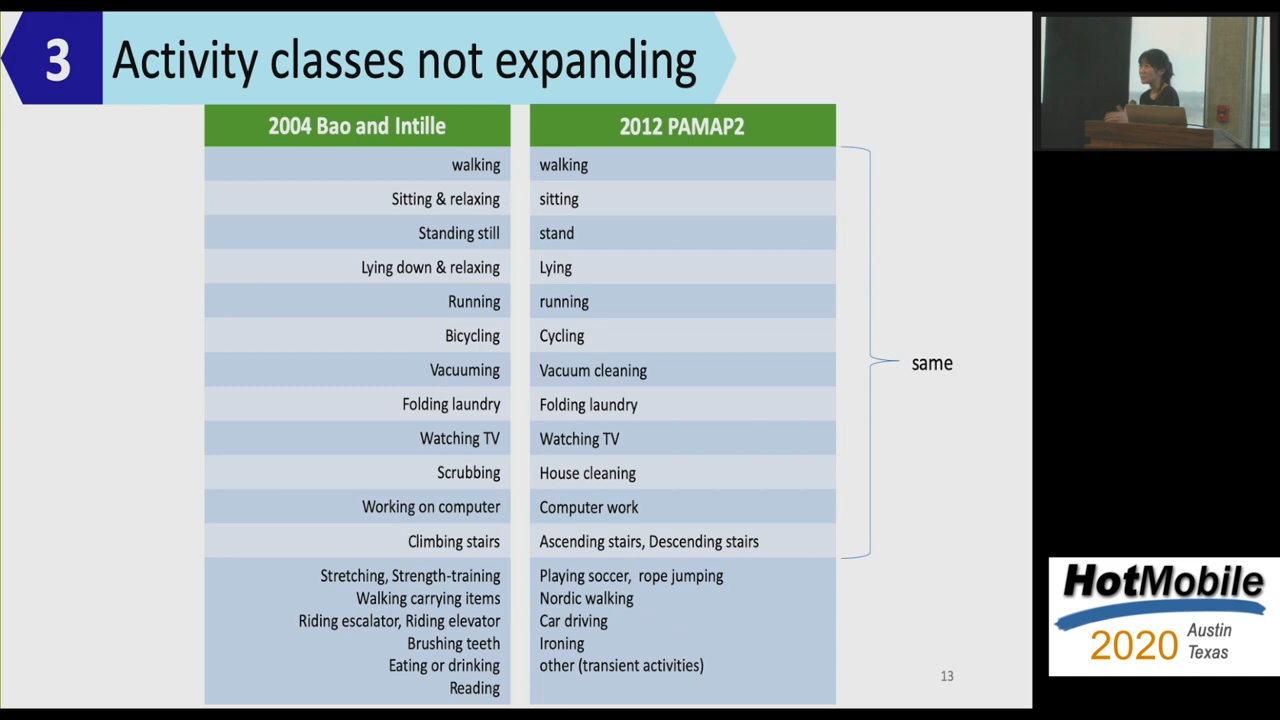 3 Activity classes not expanding
2004 Bao and Intille
2012 PAMAP2
walking
walking
Sitting & relaxing
sitting
Standing still
stand
Lying down & relaxing
Lying
Running
running
Bicycling
Cycling
Vacuuming
Vacuum cleaning
Folding laundry
Folding laundry
Watching TV
Watching TV
Scrubbing
House cleaning
Working on computer
Computer work
Climbing stairs
Ascending stairs, Descending stairs
same
Stretching, Strength-training
Walking carrying items
Riding escalator, Riding elevator
Brushing teeth
Eating or drinking
Reading
Playing soccer, rope jumping
Nordic walking
Car driving
Ironing
other (transient activities)
13
HotMobile
2020 Austin
Texas